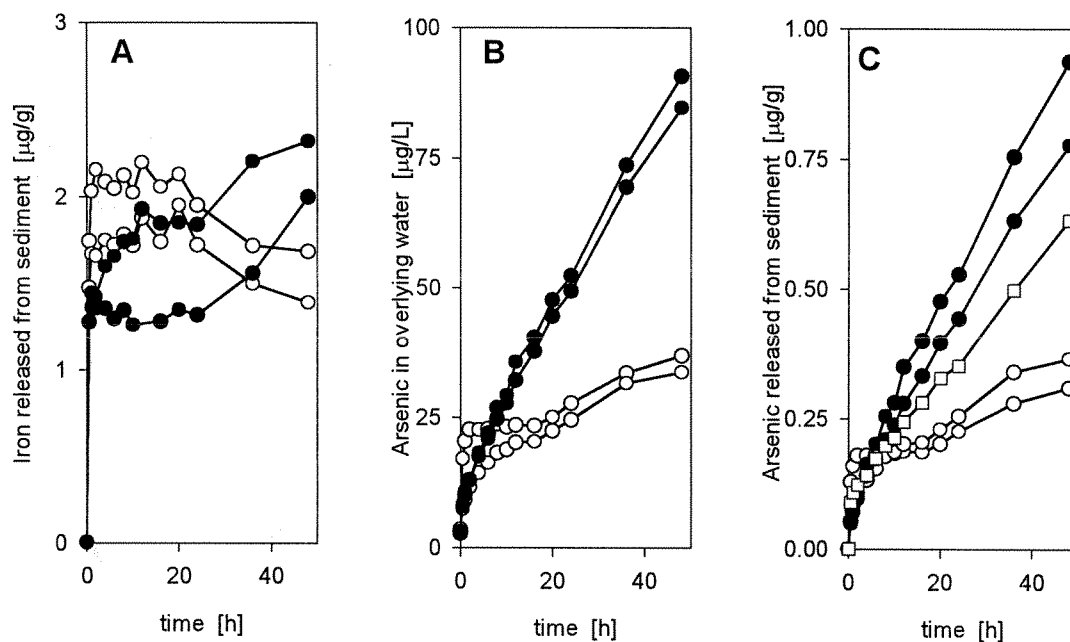 A
Iron released from sediment [µg/g]
3
2
1
0
0 20 40
time [h]
B
Arsenic in overlying water [µg/L]
100
75
50
25
0
0 20 40
time [h]
C
Arsenic released from sediment [µg/g]
1.00
0.75
0.50
0.25
0.00
0 20 40
time [h]